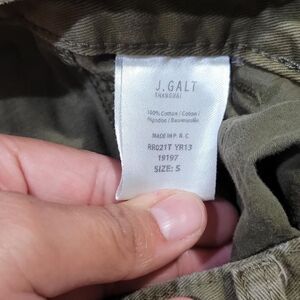 J.GALT
SHANGHAI
100% Cotton / Coton /
Algodon / Baumwolle
MADE IN P. R. C.
RR021T YR13
19197
SIZE: S